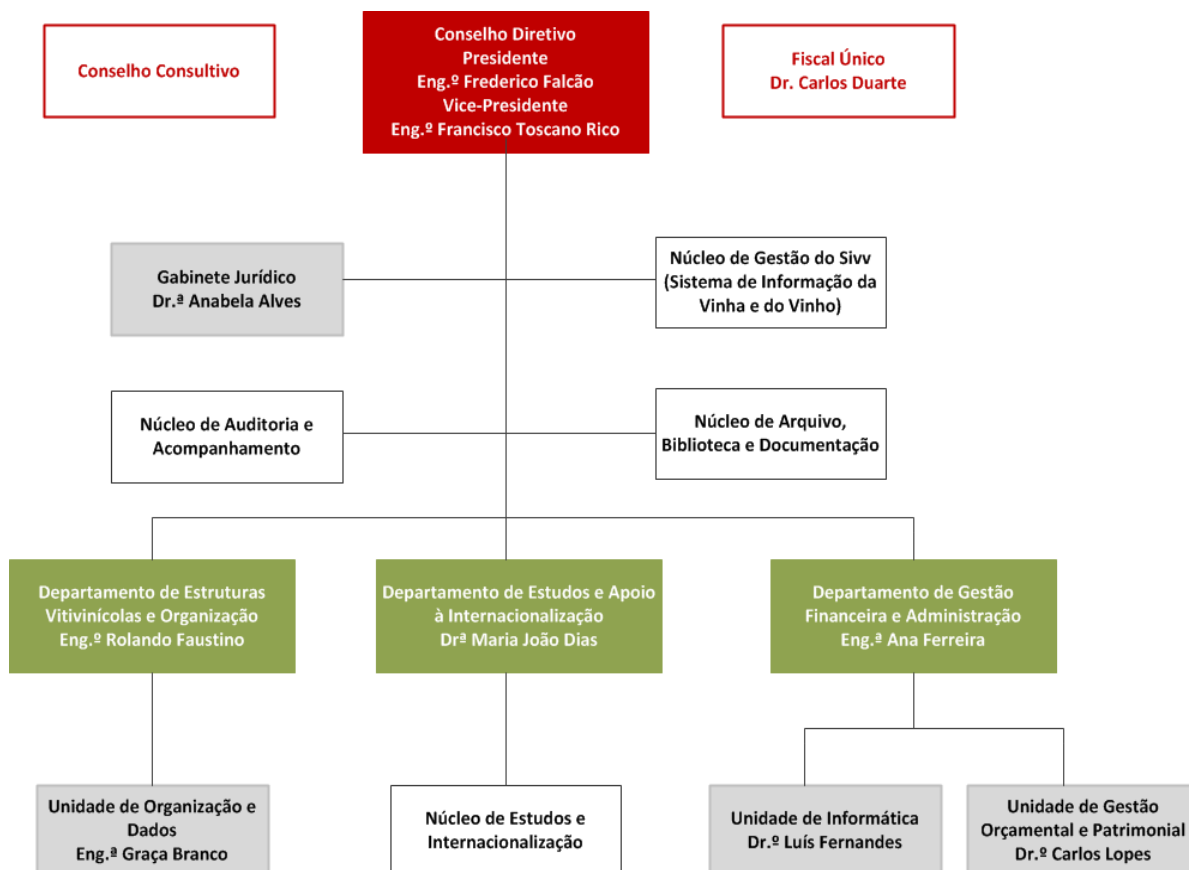 Conselho Consultivo
Conselho Diretivo
Presidente
Eng.º Frederico Falcão
Vice-Presidente
Eng.º Francisco Toscano Rico
Fiscal Único
Dr. Carlos Duarte
Gabinete Jurídico
Dr.ª Anabela Alves
Núcleo de Gestão do Sivv
(Sistema de Informação da
Vinha e do Vinho)
Núcleo de Auditoria e
Acompanhamento
Núcleo de Arquivo,
Biblioteca e Documentação
Departamento de Estruturas
Vitivinícolas e Organização
Eng.º Rolando Faustino
Departamento de Estudos e Apoio
à Internacionalização
Drª Maria João Dias
Departamento de Gestão
Financeira e Administração
Eng.ª Ana Ferreira
Unidade de Organização e
Dados
Eng.ª Graça Branco
Núcleo de Estudos e
Internacionalização
Unidade de Informática
Dr.º Luís Fernandes
Unidade de Gestão
Orçamental e Patrimonial
Dr.º Carlos Lopes